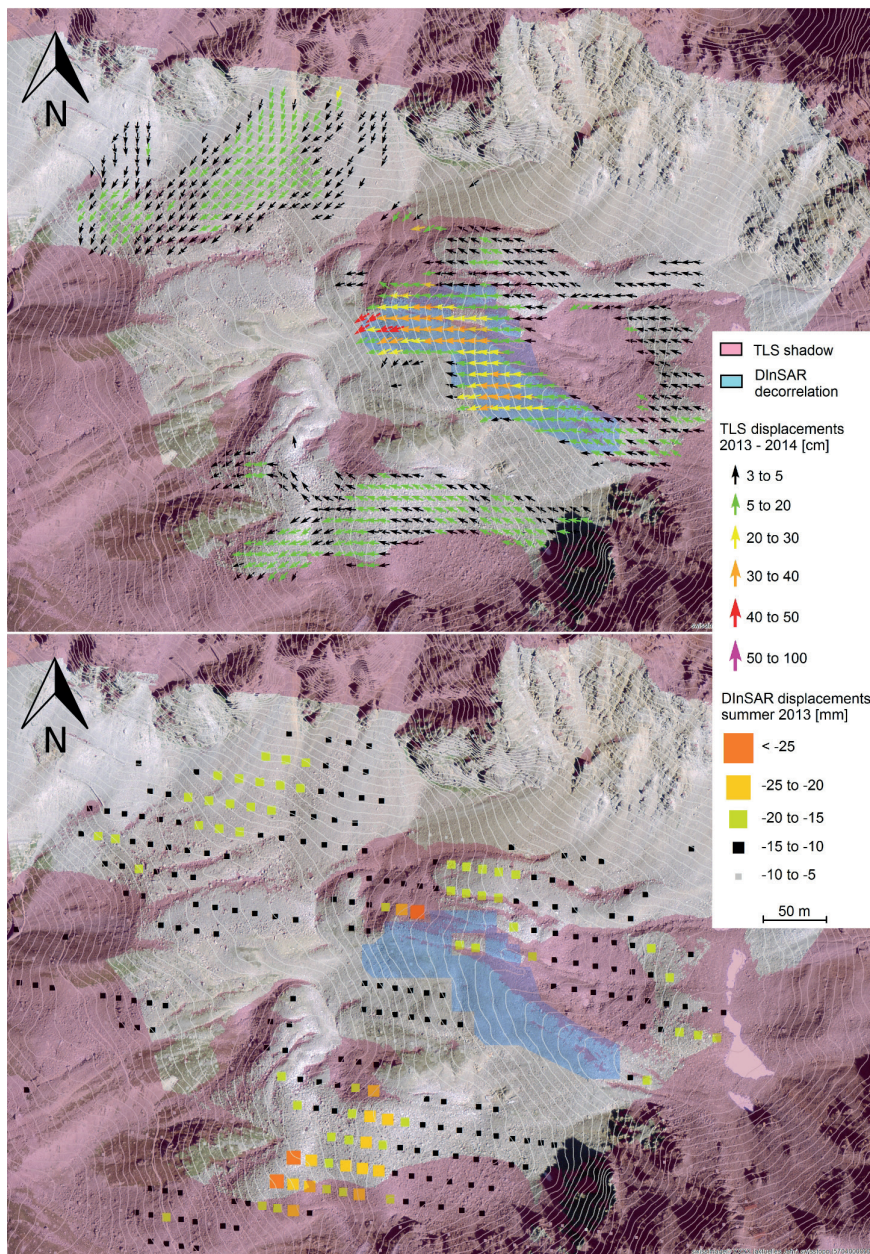 N
TLS shadow
DInSAR
decorrelation
TLS displacements
2013 - 2014 [cm]
3 to 5
5 to 20
20 to 30
30 to 40
40 to 50
50 to 100
N
DInSAR displacements
summer 2013 [mm]
< -25
-25 to -20
-20 to -15
-15 to -10
-10 to -5
50 m